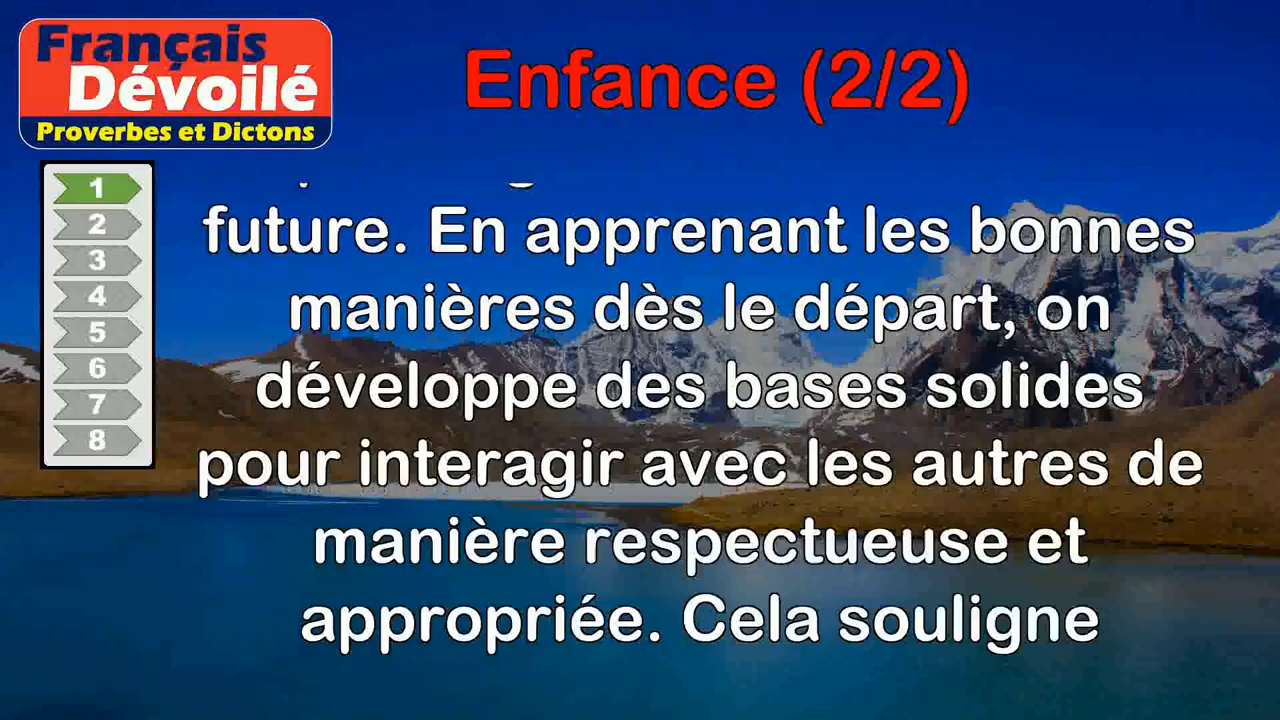 Français
Dévoilé
Proverbes et Dictons
Enfance (2/2)
1
2
3
4
5
6
7
8
future. En apprenant les bonnes
manières dès le départ, on
développe des bases solides
pour interagir avec les autres de
manière respectueuse et
appropriée. Cela souligne